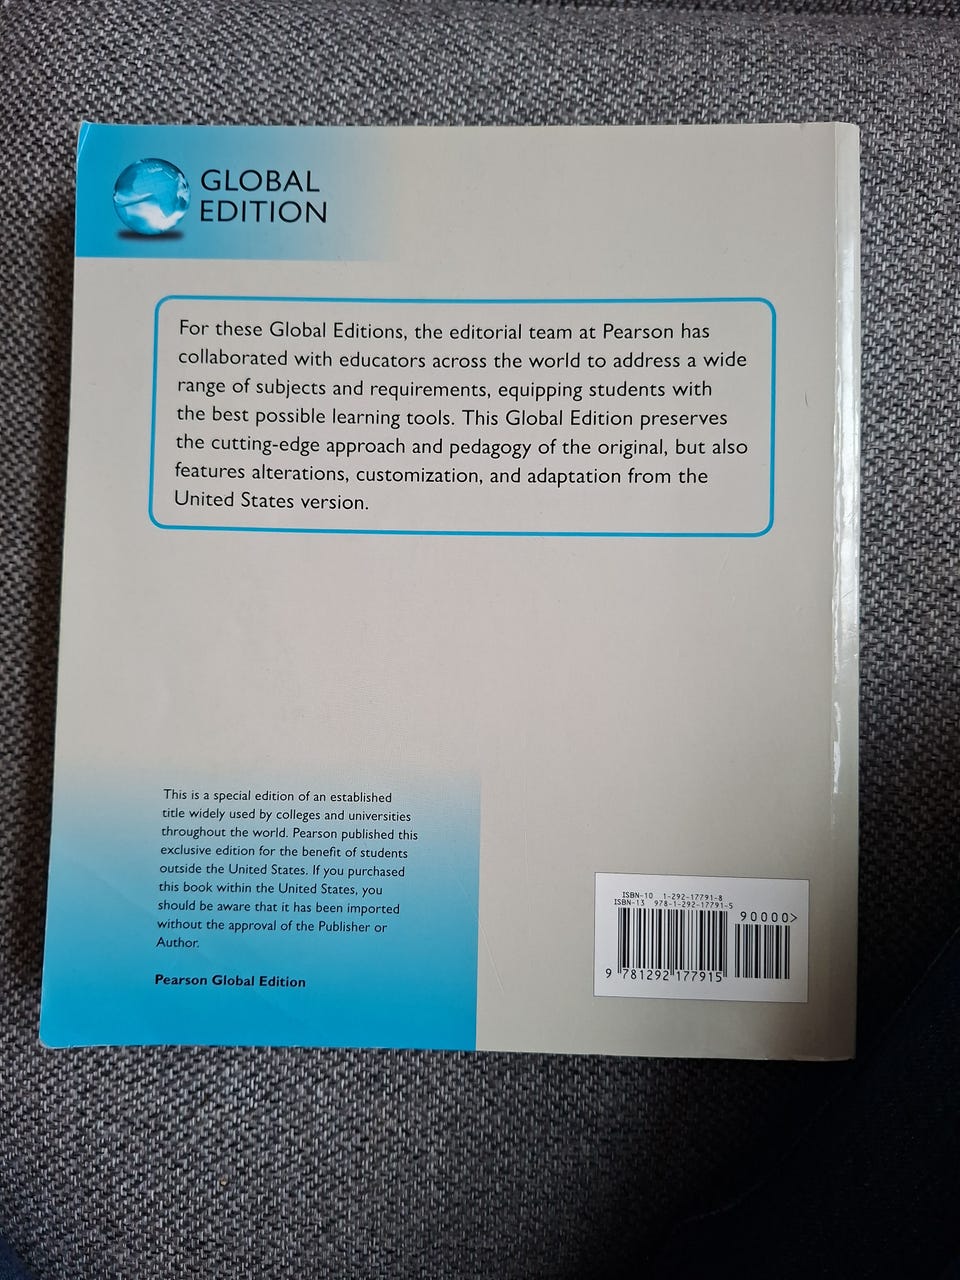 GLOBAL
EDITION
For these Global Editions, the editorial team at Pearson has
collaborated with educators across the world to address a wide
range of subjects and requirements, equipping students with
the best possible learning tools. This Global Edition preserves
the cutting-edge approach and pedagogy of the original, but also
features alterations, customization, and adaptation from the
United States version.
This is a special edition of an established
title widely used by colleges and universities
throughout the world. Pearson published this
exclusive edition for the benefit of students
outside the United States. If you purchased
this book within the United States, you
should be aware that it has been imported
without the approval of the Publisher or
Author.
Pearson Global Edition
ISBN-10 1-292-17791-8
ISBN-13 978-1-292-17791-5
90000>
9 781292 177915